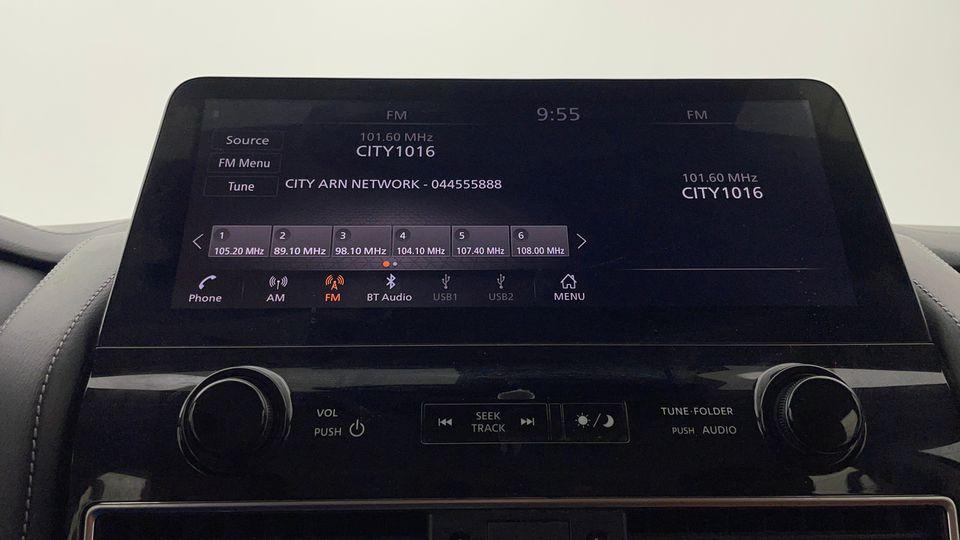 FM
9:55
FM
Source
101.60 MHz
CITY1016
FM Menu
Tune
CITY ARN NETWORK - 044555888
101.60 MHz
CITY1016
1
105.20 MHz
2
89.10 MHz
3
98.10 MHz
4
104.10 MHz
5
107.40 MHz
6
108.00 MHz
Phone
AM
FM
BT Audio
USB1
USB2
MENU
VOL
PUSH
SEEK
TRACK
TUNE·FOLDER
PUSH AUDIO